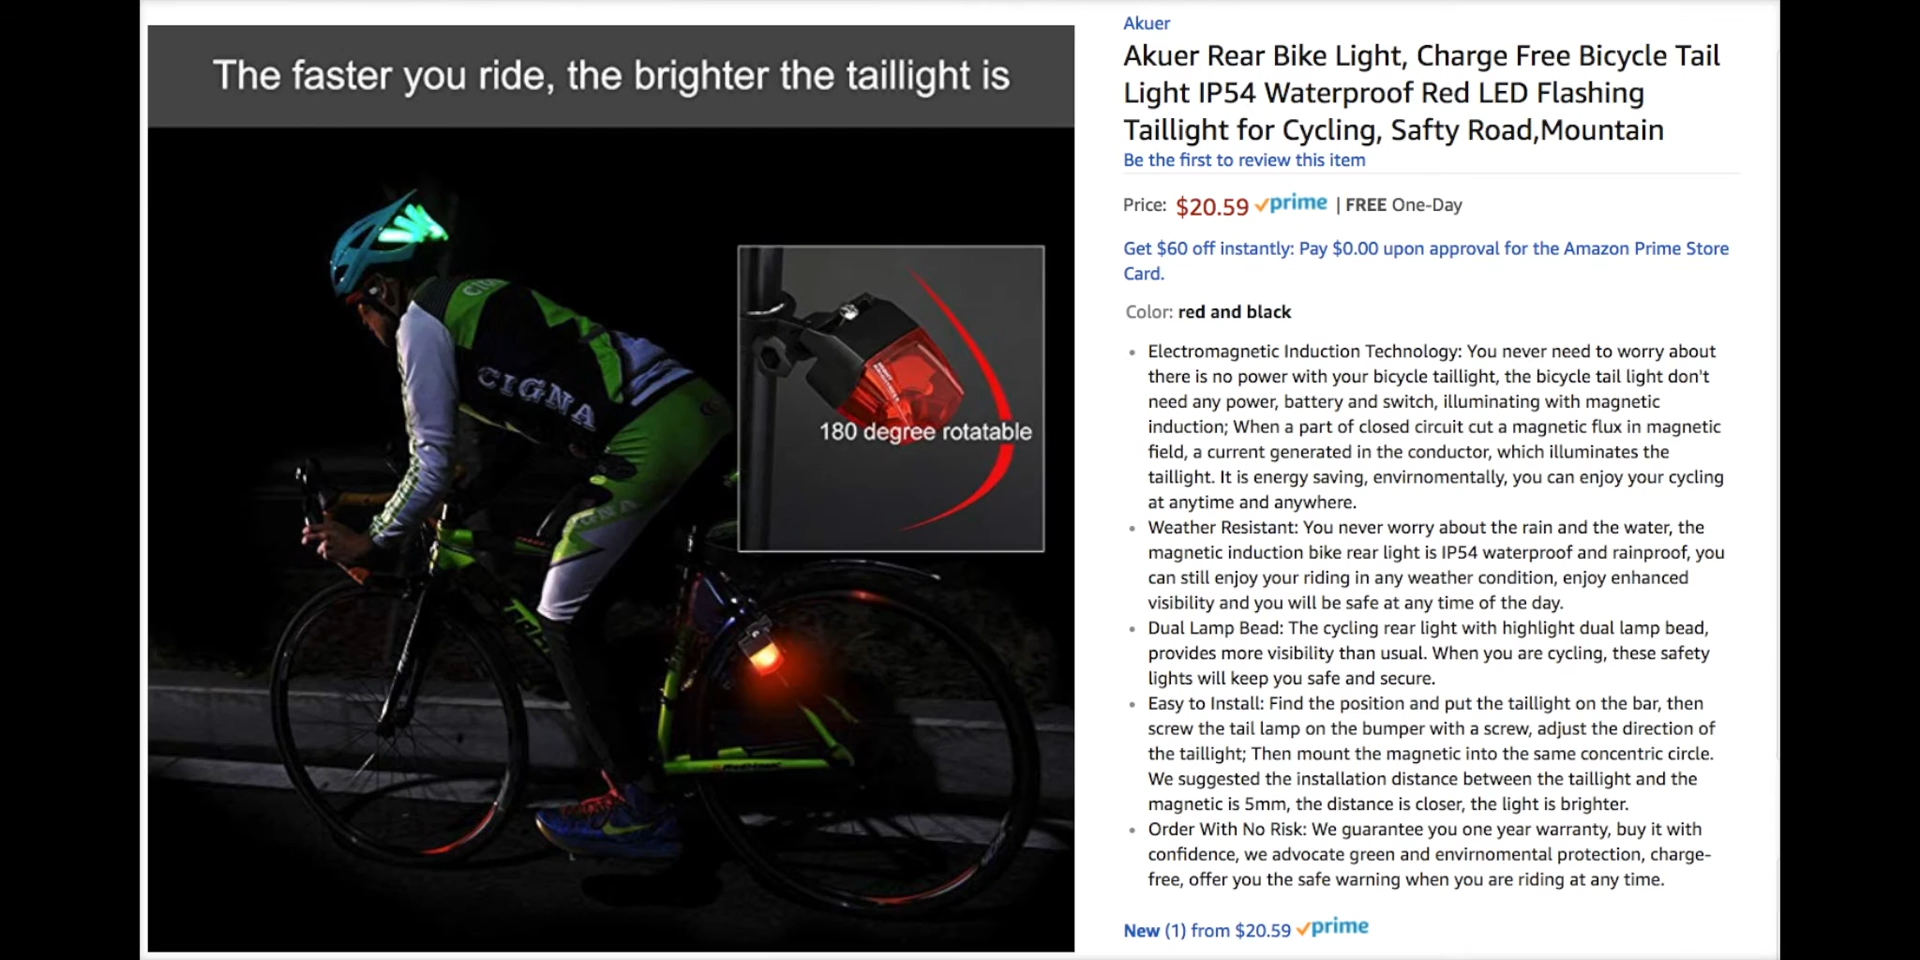 The faster you ride, the brighter the taillight is
CIGNA
180 degree rotatable
Akuer
Akuer Rear Bike Light, Charge Free Bicycle Tail
Light IP54 Waterproof Red LED Flashing
Taillight for Cycling, Safty Road,Mountain
Be the first to review this item
Price: $20.59 prime | FREE One-Day
Get $60 off instantly: Pay $0.00 upon approval for the Amazon Prime Store
Card.
Color: red and black
• Electromagnetic Induction Technology: You never need to worry about
there is no power with your bicycle taillight, the bicycle tail light don't
need any power, battery and switch, illuminating with magnetic
induction; When a part of closed circuit cut a magnetic flux in magnetic
field, a current generated in the conductor, which illuminates the
taillight. It is energy saving, envirnomentally, you can enjoy your cycling
at anytime and anywhere.
• Weather Resistant: You never worry about the rain and the water, the
magnetic induction bike rear light is IP54 waterproof and rainproof, you
can still enjoy your riding in any weather condition, enjoy enhanced
visibility and you will be safe at any time of the day.
• Dual Lamp Bead: The cycling rear light with highlight dual lamp bead,
provides more visibility than usual. When you are cycling, these safety
lights will keep you safe and secure.
• Easy to Install: Find the position and put the taillight on the bar, then
screw the tail lamp on the bumper with a screw, adjust the direction of
the taillight; Then mount the magnetic into the same concentric circle.
We suggested the installation distance between the taillight and the
magnetic is 5mm, the distance is closer, the light is brighter.
• Order With No Risk: We guarantee you one year warranty, buy it with
confidence, we advocate green and envirnomental protection, charge-
free, offer you the safe warning when you are riding at any time.
New (1) from $20.59 prime